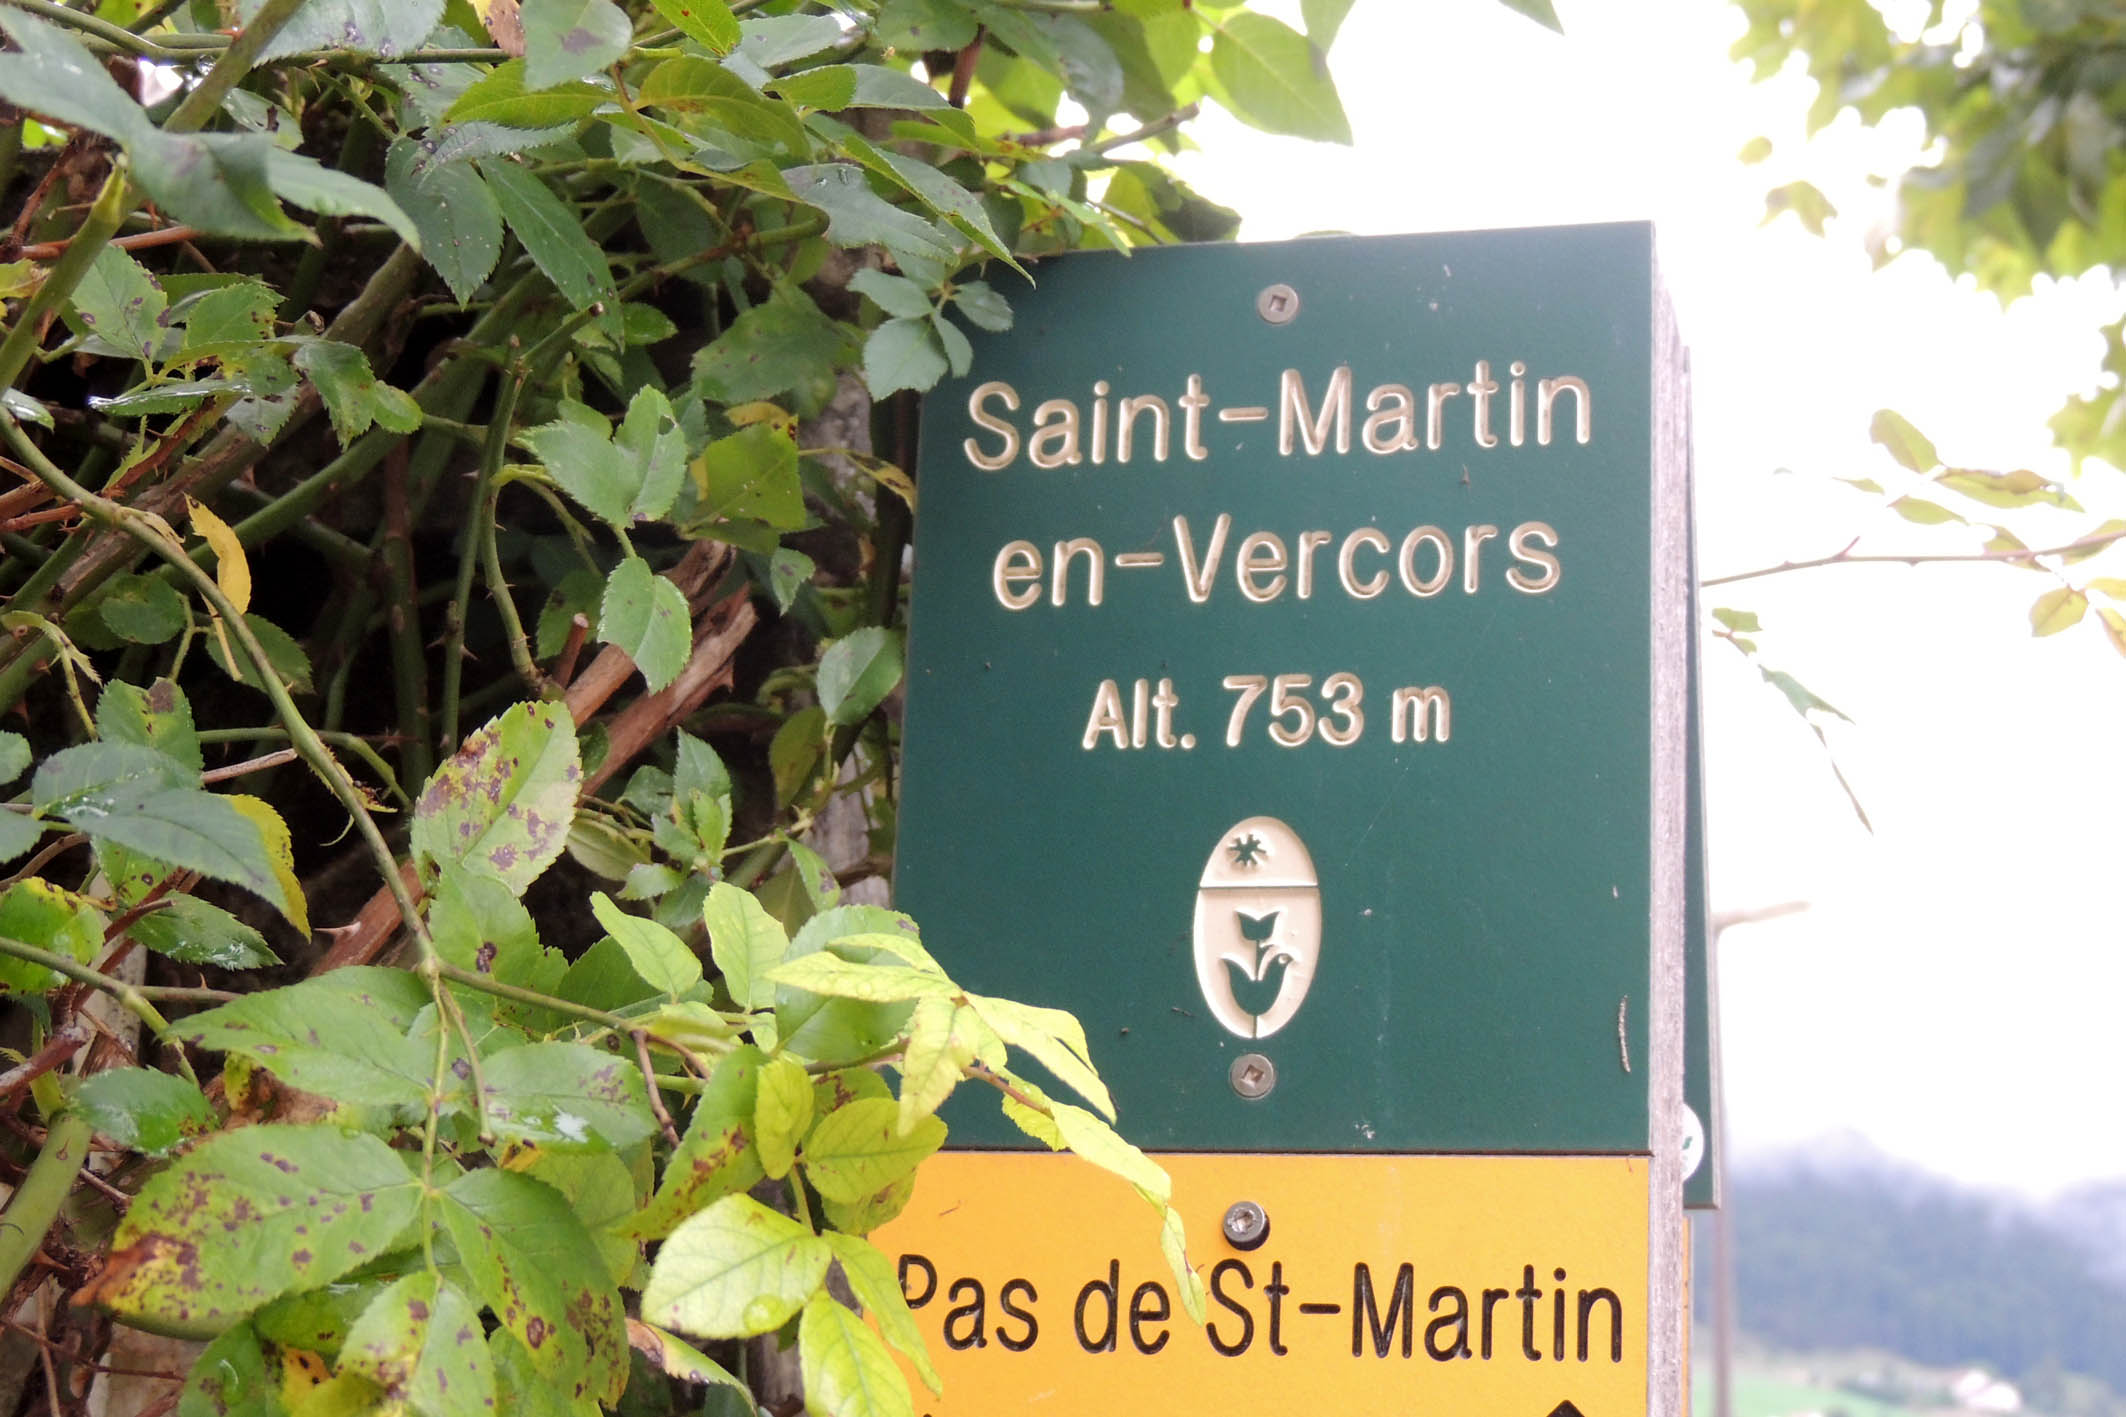 Saint-Martin
en-Vercors
Alt. 753 m
Pas de St-Martin